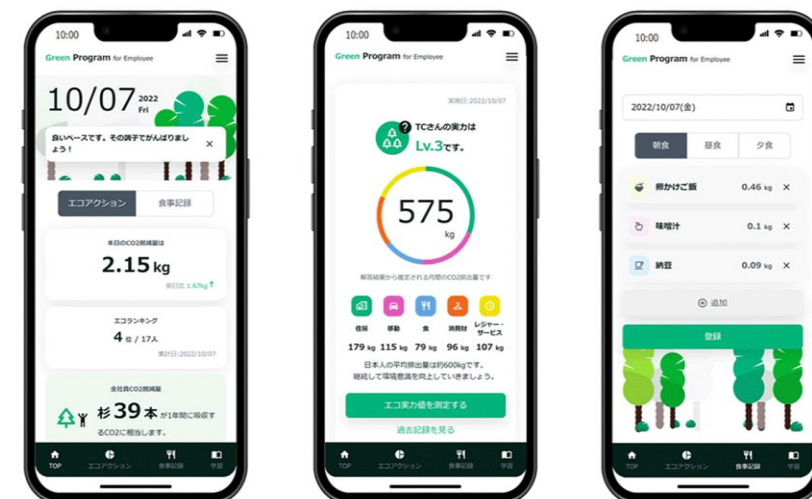 10:00
Green Program for Employee
10/07 2022 Fri
良いペースです。その調子でがんばりまし
ょう！
×
エコアクション 食事記録
本日のCO2削減量は
2.15 kg
前日比 1.67kg ↑
エコランキング
4 位 / 17人
集計日:2022/10/07
全社員CO2削減量
杉 39 本 が1年間に吸収す
るCO2に相当します。
TOP エコアクション 食事記録 学習
10:00
Green Program for Employee
実施日:2022/10/07
? TCさんの実力は
Lv.3です。
575
kg
解答結果から推定される月間のCO2排出量です
住居 移動 食 消費財 レジャー・
サービス
179 kg 115 kg 79 kg 96 kg 107 kg
日本人の平均排出量は約600kgです。
継続して環境意識を向上していきましょう。
エコ実力値を測定する
過去記録を見る
TOP エコアクション 食事記録 学習
10:00
Green Program for Employee
2022/10/07(金)
朝食 昼食 夕食
卵かけご飯 0.46 kg ×
味噌汁 0.1 kg ×
納豆 0.09 kg ×
追加
登録
TOP エコアクション 食事記録 学習